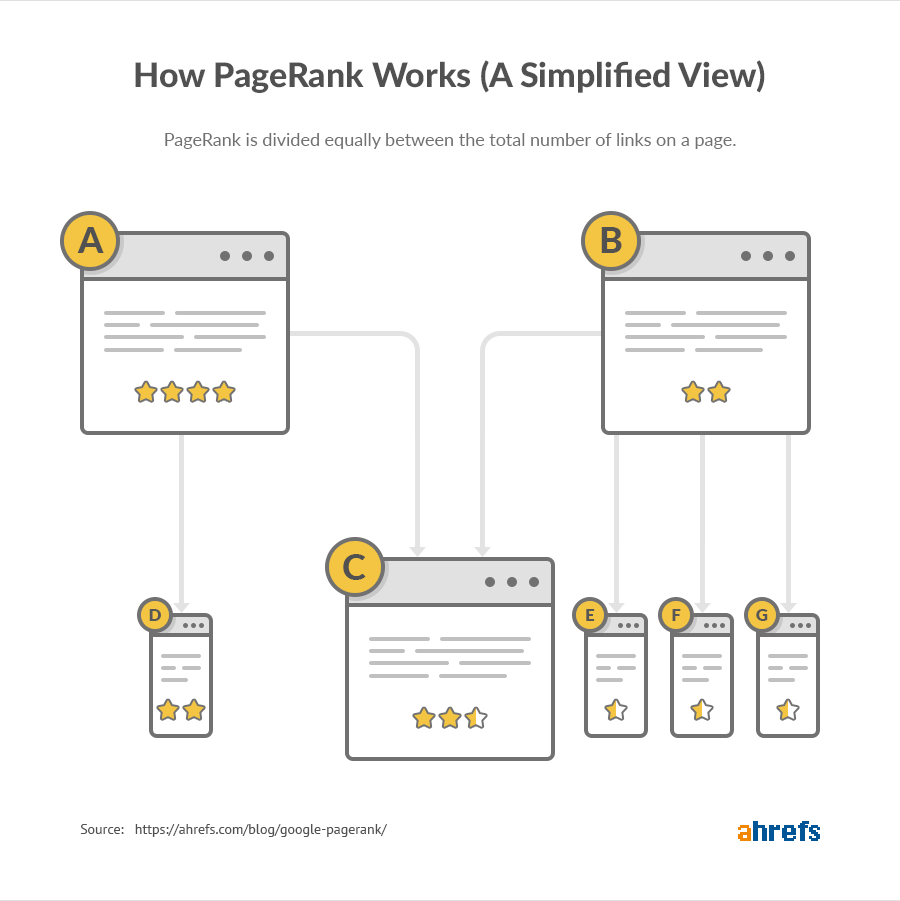 How PageRank Works (A Simplified View)
PageRank is divided equally between the total number of links on a page.
A
B
C
D
E
F
G
Source: https://ahrefs.com/blog/google-pagerank/
ahrefs